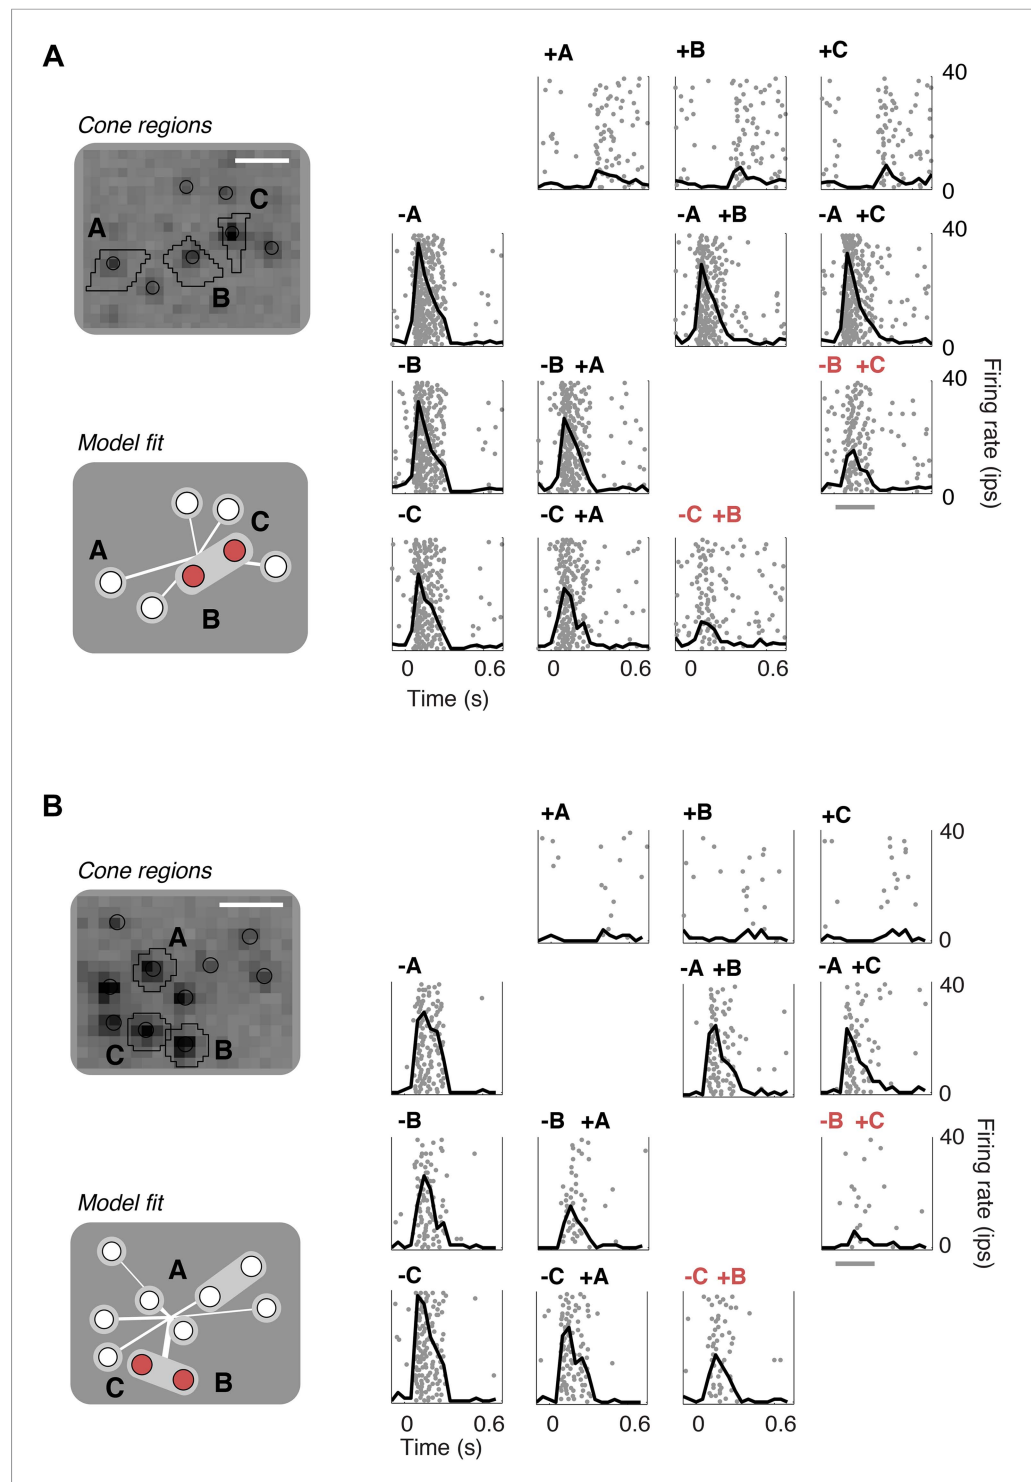 A
+A
+B
+C
40
0
Cone regions
A
C
B
-A
-A +B
-A +C
40
0
-B
-B +A
-B +C
40
0
Firing rate (ips)
Model fit
A
C
B
-C
-C +A
-C +B
0 0.6
0 0.6
0 0.6
Time (s)
B
+A
+B
+C
40
0
Cone regions
A
C
B
-A
-A +B
-A +C
40
0
-B
-B +A
-B +C
40
0
Firing rate (ips)
Model fit
A
C
B
-C
-C +A
-C +B
0 0.6
0 0.6
0 0.6
Time (s)